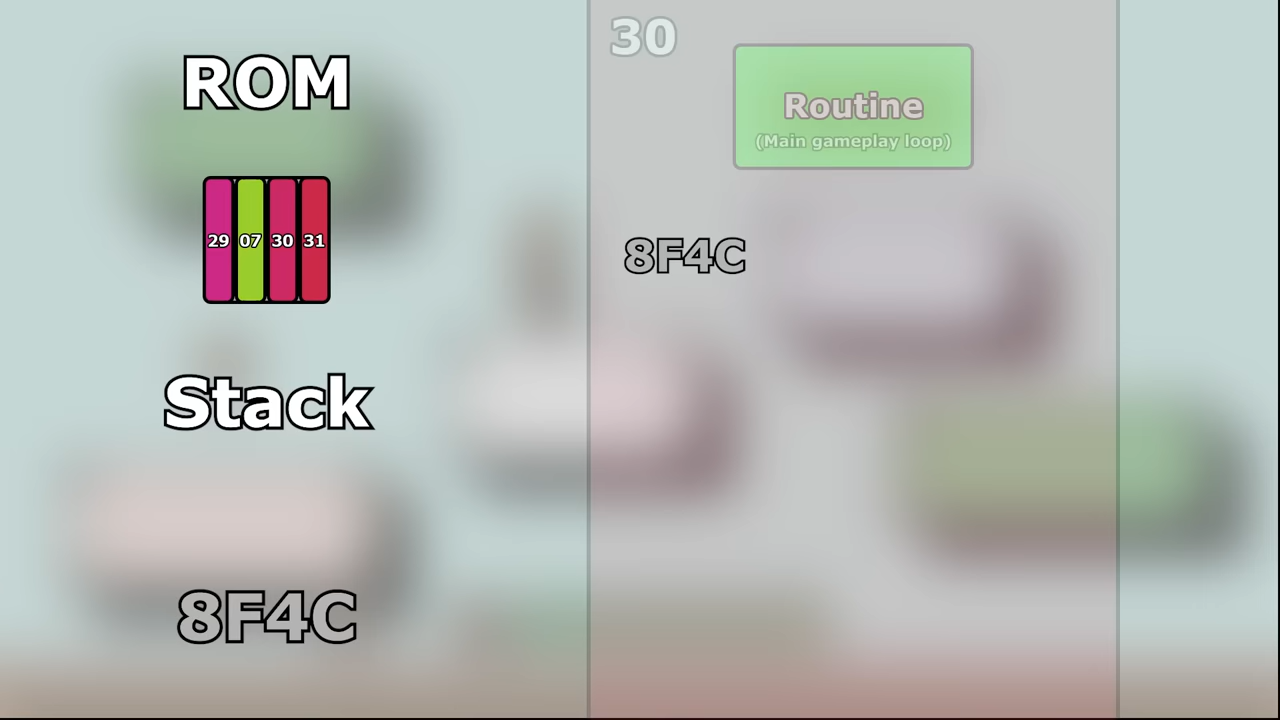 ROM
29 07 30 31
Stack
8F4C
30
Routine
(Main gameplay loop)
8F4C